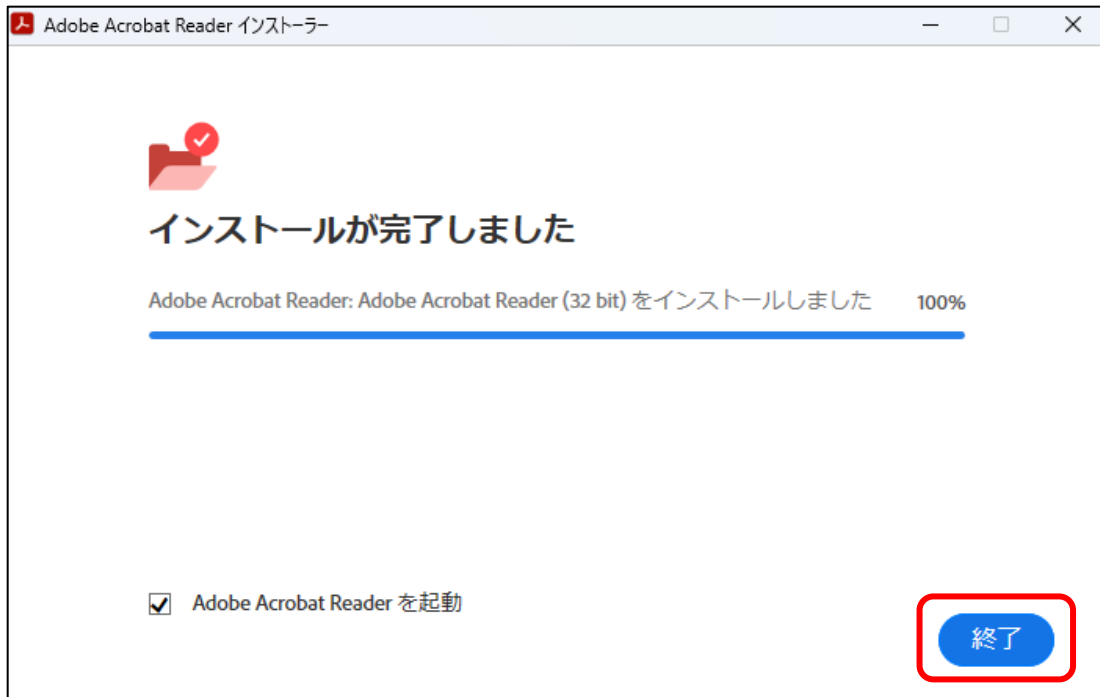 Adobe Acrobat Reader インストーラー
インストールが完了しました
Adobe Acrobat Reader: Adobe Acrobat Reader (32 bit) をインストールしました 100%
Adobe Acrobat Reader を起動
終了